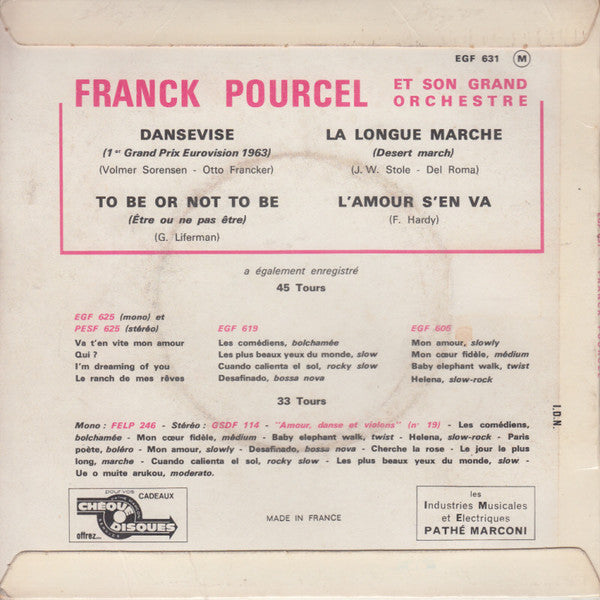 EGF 631 M
FRANCK POURCEL ET SON GRAND ORCHESTRE
DANSEVISE
(1er Grand Prix Eurovision 1963)
(Volmer Sorensen - Otto Francker)
LA LONGUE MARCHE
(Desert march)
(J. W. Stole - Del Roma)
TO BE OR NOT TO BE
(Être ou ne pas être)
(G. Liferman)
L'AMOUR S'EN VA
(F. Hardy)
a également enregistré
45 Tours
EGF 625 (mono) et
PESF 625 (stéréo)
Va t'en vite mon amour
Qui ?
I'm dreaming of you
Le ranch de mes rêves
EGF 619
Les comédiens, bolchamée
Les plus beaux yeux du monde, slow
Cuando calienta el sol, rocky slow
Desafinado, bossa nova
EGF 605
Mon amour, slowly
Mon cœur fidèle, médium
Baby elephant walk, twist
Helena, slow-rock
33 Tours
Mono : FELP 246 - Stéréo : GSDF 114 - "Amour, danse et violons" (n° 19) - Les comédiens,
bolchamée - Mon cœur fidèle, médium - Baby elephant walk, twist - Helena, slow-rock - Paris
poète, boléro - Mon amour, slowly - Desafinado, bossa nova - Cherche la rose - Le jour le plus
long, marche - Cuando calienta el sol, rocky slow - Les plus beaux yeux du monde, slow -
Ue o muite arukou, moderato.
I.D.N.
pour vos CADEAUX
CHÈQUE DISQUES
offrez...
MADE IN FRANCE
les
Industries Musicales
et Electriques
PATHÉ MARCONI